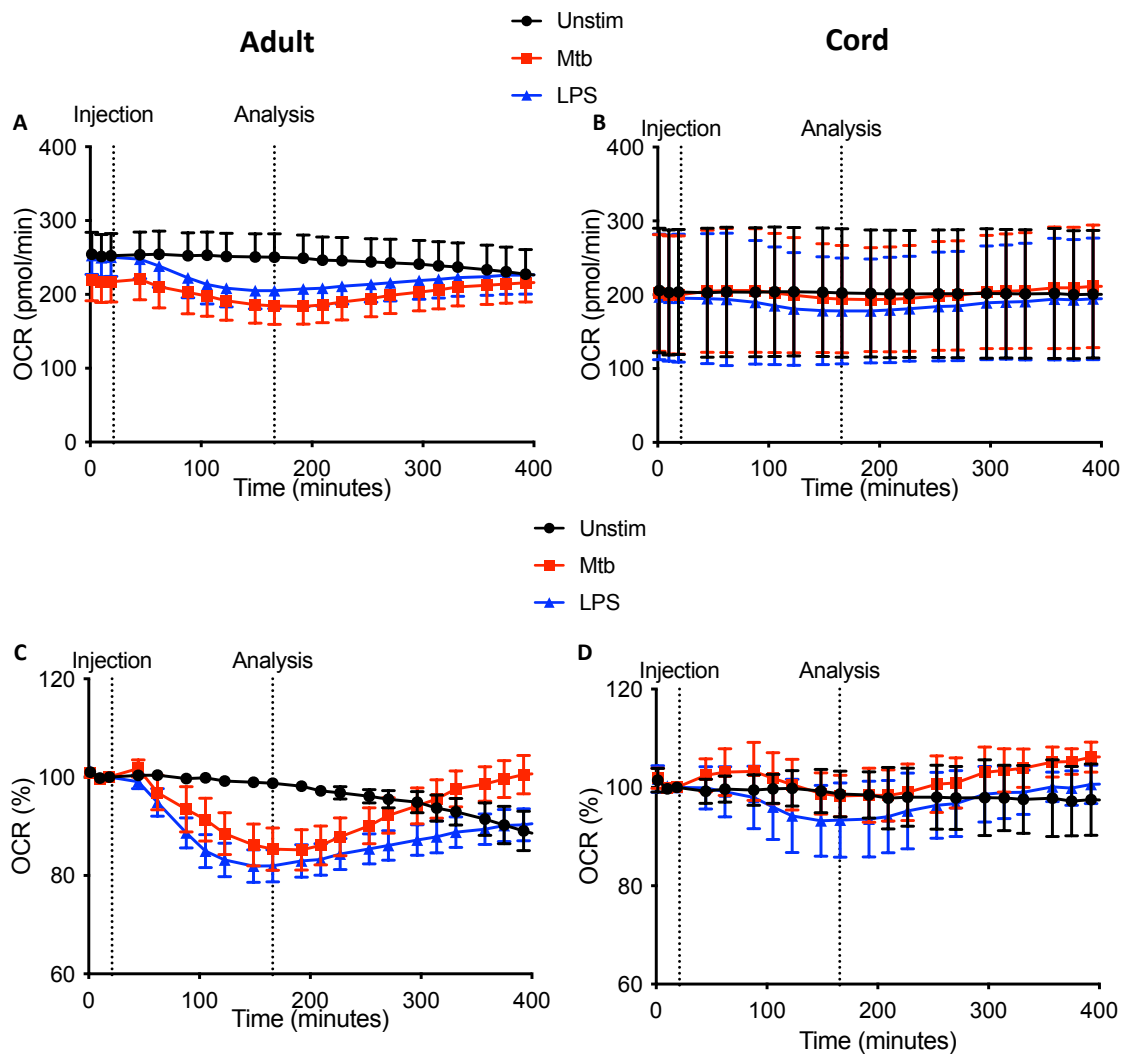 Adult
Unstim
Mtb
LPS
Cord
A
Injection
Analysis
400
300
200
100
0
OCR (pmol/min)
0
100
200
300
400
Time (minutes)
B
Injection
Analysis
400
300
200
100
0
OCR (pmol/min)
0
100
200
300
400
Time (minutes)
Unstim
Mtb
LPS
C
Injection
Analysis
120
100
80
60
OCR (%)
0
100
200
300
400
Time (minutes)
D
Injection
Analysis
120
100
80
60
OCR (%)
0
100
200
300
400
Time (minutes)